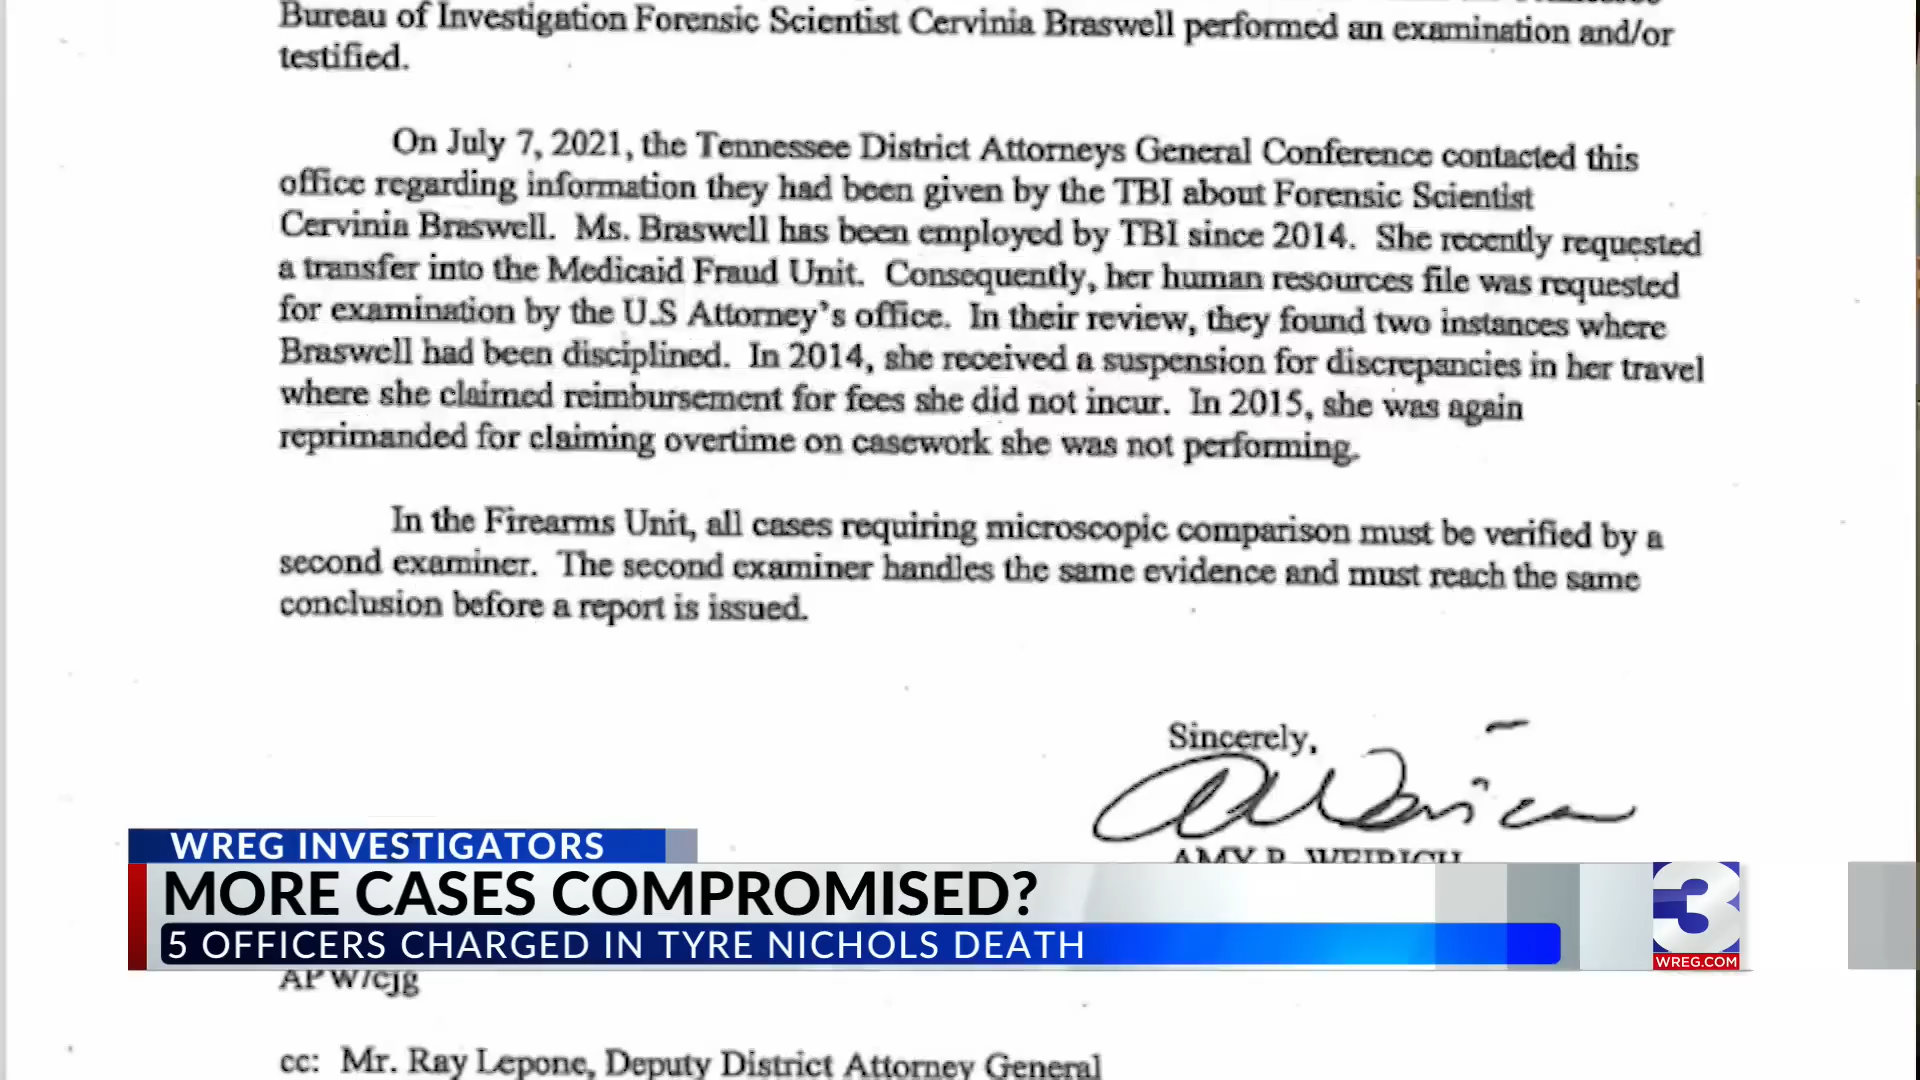 Bureau of Investigation Forensic Scientist Cervinia Braswell performed an examination and/or
testified.
On July 7, 2021, the Tennessee District Attorneys General Conference contacted this
office regarding information they had been given by the TBI about Forensic Scientist
Cervinia Braswell. Ms. Braswell has been employed by TBI since 2014. She recently requested
a transfer into the Medicaid Fraud Unit. Consequently, her human resources file was requested
for examination by the U.S Attorney's office. In their review, they found two instances where
Braswell had been disciplined. In 2014, she received a suspension for discrepancies in her travel
where she claimed reimbursement for fees she did not incur. In 2015, she was again
reprimanded for claiming overtime on casework she was not performing.
In the Firearms Unit, all cases requiring microscopic comparison must be verified by a
second examiner. The second examiner handles the same evidence and must reach the same
conclusion before a report is issued.
Sincerely,
AMY P. WEIRICH
WREG INVESTIGATORS
MORE CASES COMPROMISED?
5 OFFICERS CHARGED IN TYRE NICHOLS DEATH
3
WREG.COM
APW/cjg
cc: Mr. Ray Lepone, Deputy District Attorney General